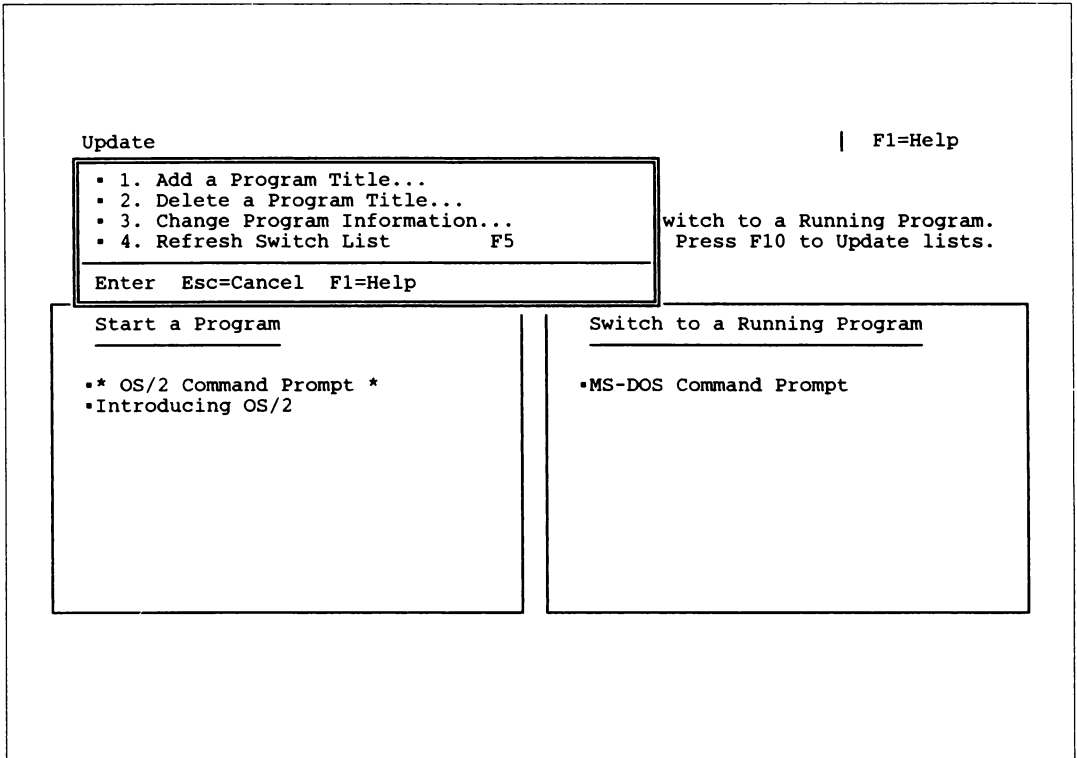 Update | F1=Help
▪ 1. Add a Program Title...
▪ 2. Delete a Program Title...
▪ 3. Change Program Information...
▪ 4. Refresh Switch List F5
witch to a Running Program.
Press F10 to Update lists.
Enter Esc=Cancel F1=Help
Start a Program
▪* OS/2 Command Prompt *
▪Introducing OS/2
Switch to a Running Program
▪MS-DOS Command Prompt